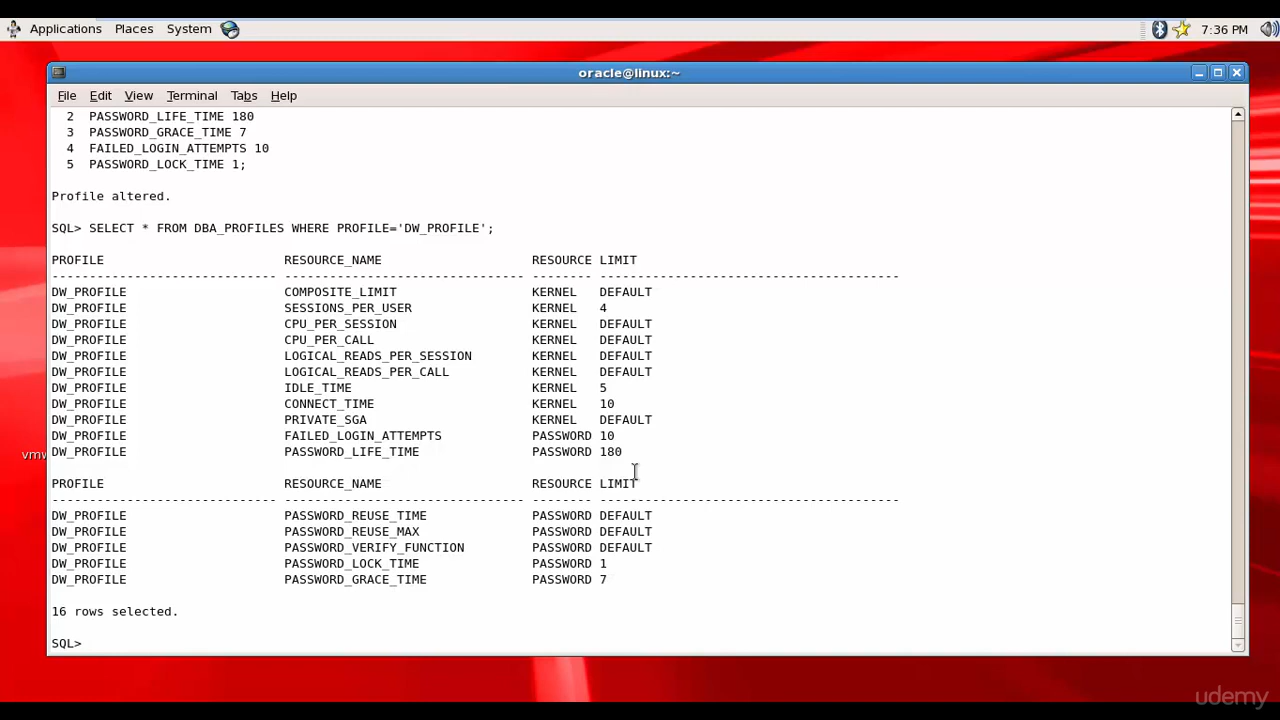 Applications Places System 7:36 PM
oracle@linux:~
File Edit View Terminal Tabs Help
2 PASSWORD_LIFE_TIME 180
3 PASSWORD_GRACE_TIME 7
4 FAILED_LOGIN_ATTEMPTS 10
5 PASSWORD_LOCK_TIME 1;
Profile altered.
SQL> SELECT * FROM DBA_PROFILES WHERE PROFILE='DW_PROFILE';
PROFILE RESOURCE_NAME RESOURCE LIMIT
------------------------------ -------------------------------- -------- ----------------------------------------
DW_PROFILE COMPOSITE_LIMIT KERNEL DEFAULT
DW_PROFILE SESSIONS_PER_USER KERNEL 4
DW_PROFILE CPU_PER_SESSION KERNEL DEFAULT
DW_PROFILE CPU_PER_CALL KERNEL DEFAULT
DW_PROFILE LOGICAL_READS_PER_SESSION KERNEL DEFAULT
DW_PROFILE LOGICAL_READS_PER_CALL KERNEL DEFAULT
DW_PROFILE IDLE_TIME KERNEL 5
DW_PROFILE CONNECT_TIME KERNEL 10
DW_PROFILE PRIVATE_SGA KERNEL DEFAULT
DW_PROFILE FAILED_LOGIN_ATTEMPTS PASSWORD 10
DW_PROFILE PASSWORD_LIFE_TIME PASSWORD 180
vmw
PROFILE RESOURCE_NAME RESOURCE LIMIT
------------------------------ -------------------------------- -------- ----------------------------------------
DW_PROFILE PASSWORD_REUSE_TIME PASSWORD DEFAULT
DW_PROFILE PASSWORD_REUSE_MAX PASSWORD DEFAULT
DW_PROFILE PASSWORD_VERIFY_FUNCTION PASSWORD DEFAULT
DW_PROFILE PASSWORD_LOCK_TIME PASSWORD 1
DW_PROFILE PASSWORD_GRACE_TIME PASSWORD 7
16 rows selected.
SQL>
udemy